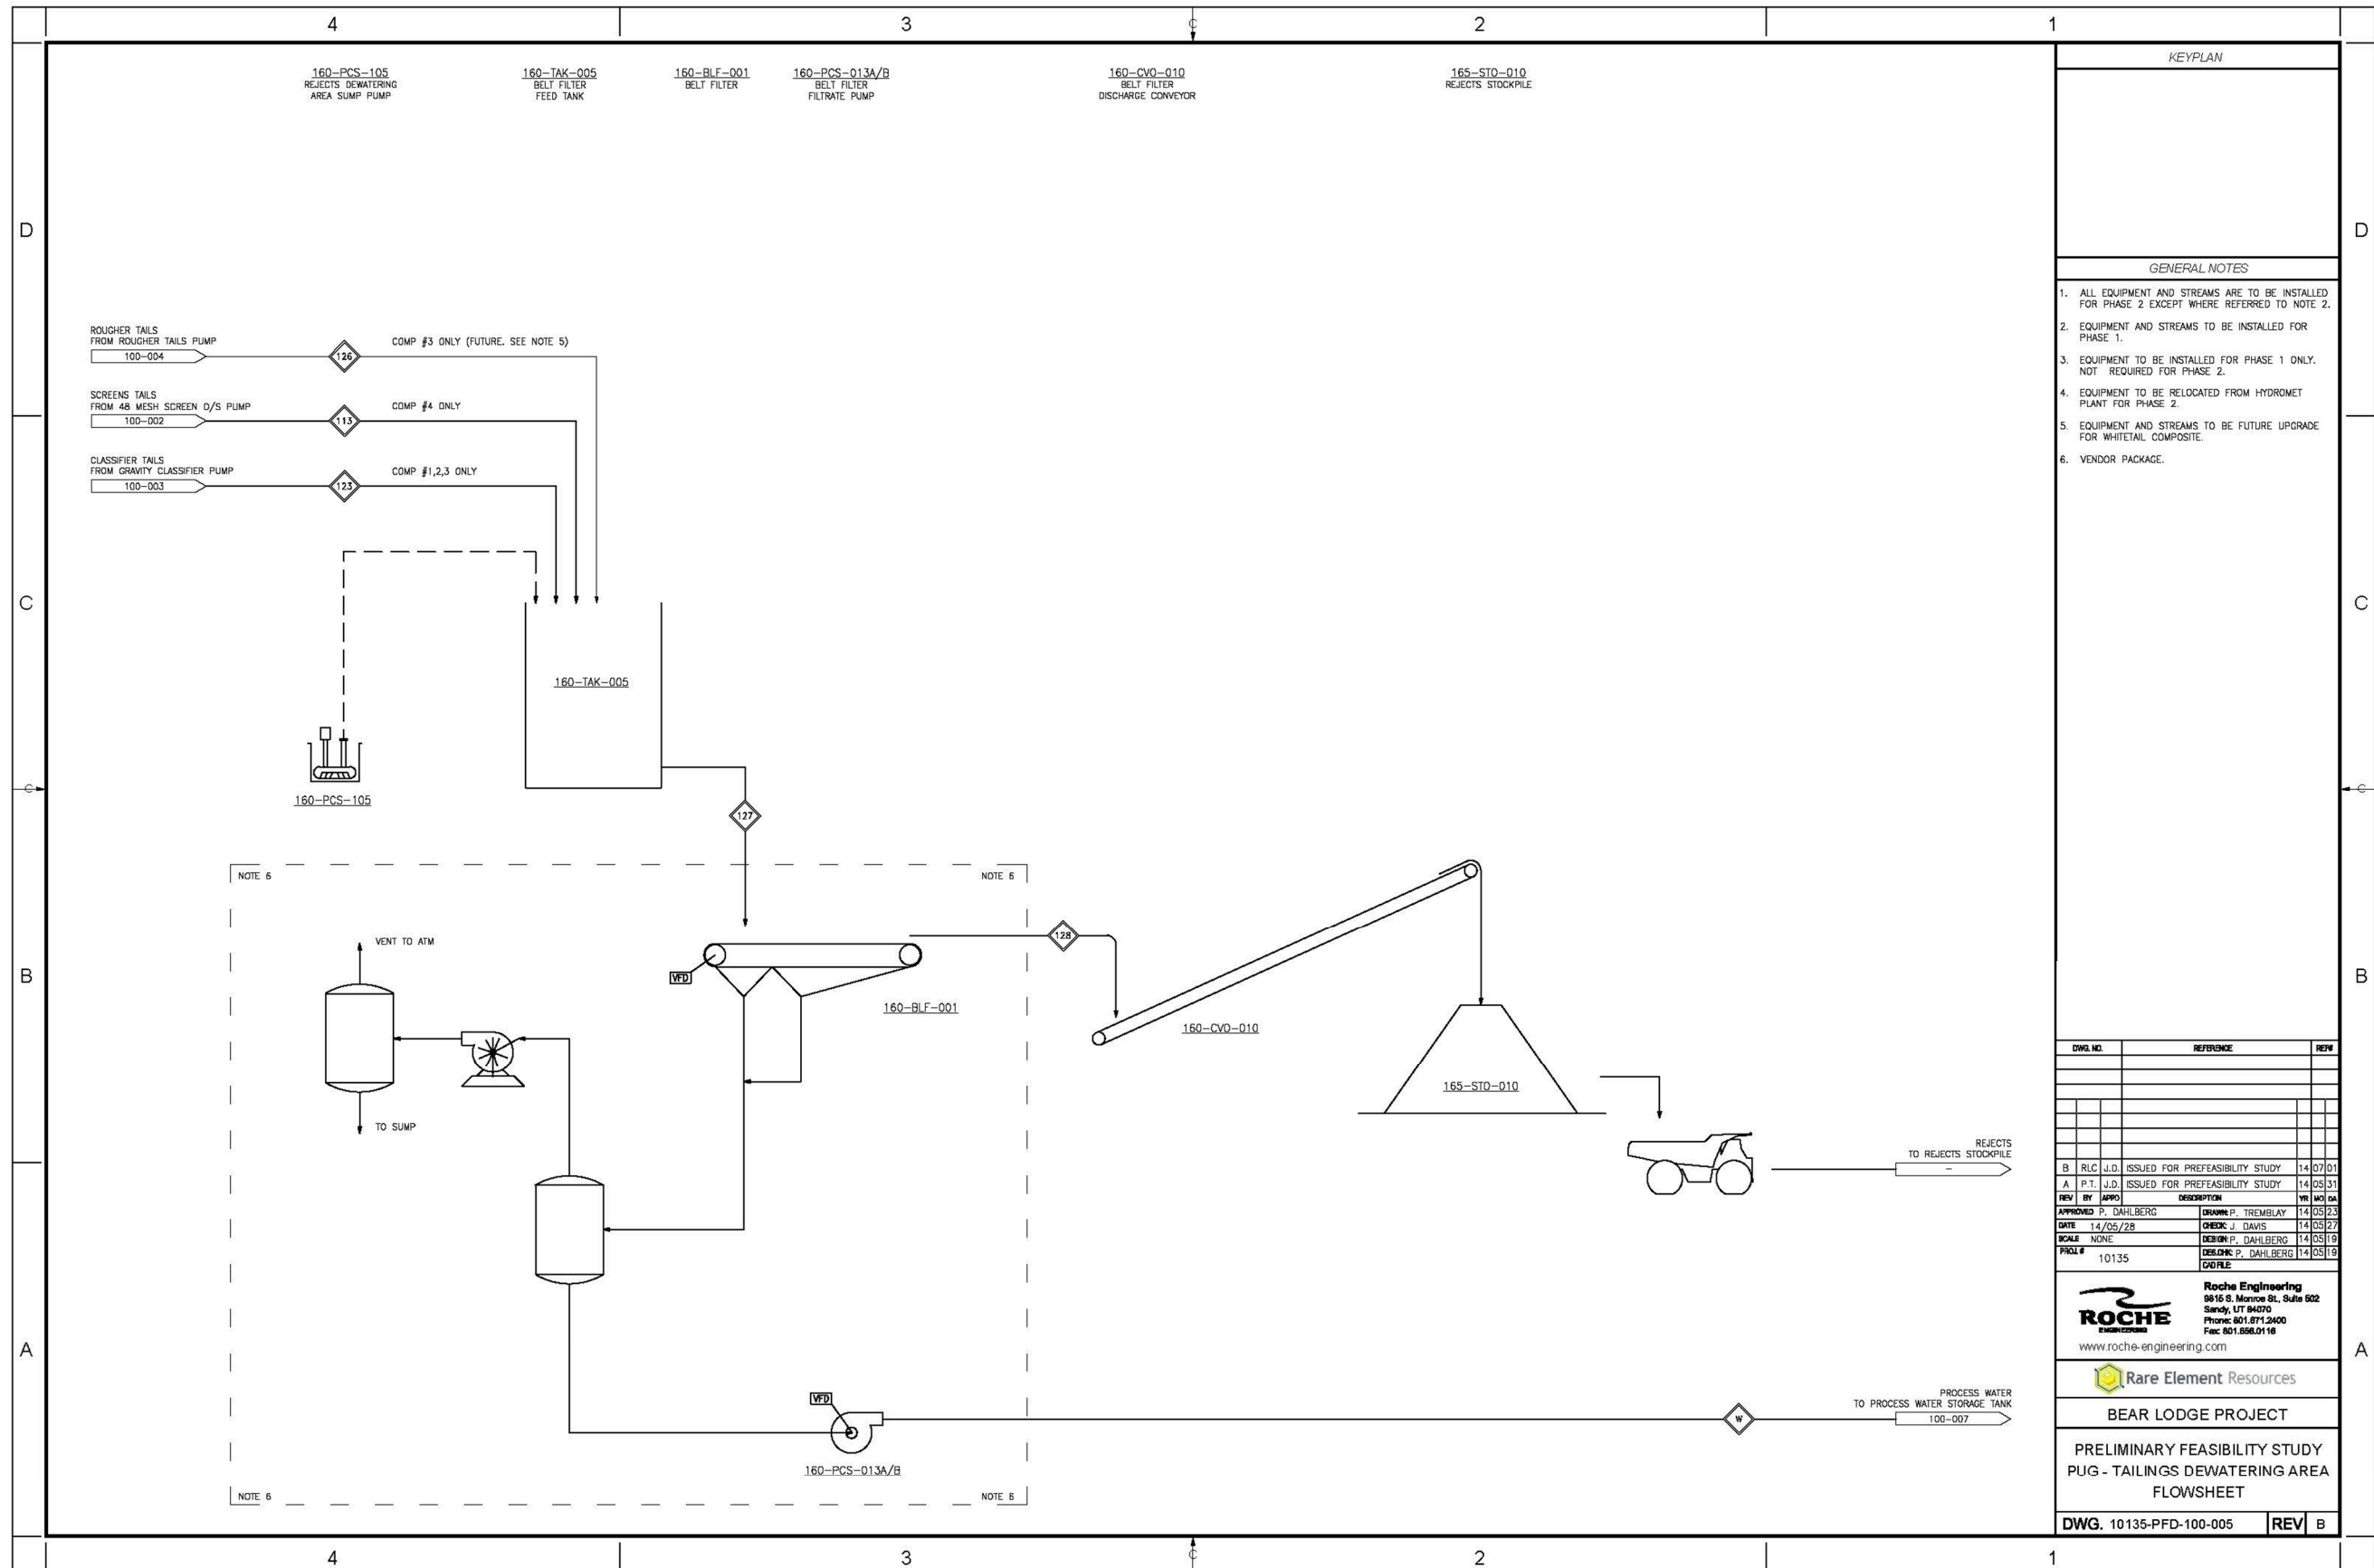 4 3 2 1
160-PCS-105
REJECTS DEWATERING
AREA SUMP PUMP
160-TAK-005
BELT FILTER
FEED TANK
160-BLF-001
BELT FILTER
160-PCS-013A/B
BELT FILTER
FILTRATE PUMP
160-CVO-010
BELT FILTER
DISCHARGE CONVEYOR
165-STO-010
REJECTS STOCKPILE
D
D
ROUGHER TAILS
FROM ROUGHER TAILS PUMP
100-004
126
COMP #3 ONLY (FUTURE. SEE NOTE 5)
SCREENS TAILS
FROM 48 MESH SCREEN O/S PUMP
100-002
113
COMP #4 ONLY
CLASSIFIER TAILS
FROM GRAVITY CLASSIFIER PUMP
100-003
123
COMP #1,2,3 ONLY
C
C
160-TAK-005
160-PCS-105
127
NOTE 6
NOTE 6
VENT TO ATM
128
VFD
B
B
160-BLF-001
160-CVO-010
165-STO-010
TO SUMP
REJECTS
TO REJECTS STOCKPILE
-
A
A
VFD
160-PCS-013A/B
W
PROCESS WATER
TO PROCESS WATER STORAGE TANK
100-007
NOTE 6
NOTE 6
4 3 2 1
KEYPLAN
GENERAL NOTES
1. ALL EQUIPMENT AND STREAMS ARE TO BE INSTALLED
FOR PHASE 2 EXCEPT WHERE REFERRED TO NOTE 2.
2. EQUIPMENT AND STREAMS TO BE INSTALLED FOR
PHASE 1.
3. EQUIPMENT TO BE INSTALLED FOR PHASE 1 ONLY.
NOT REQUIRED FOR PHASE 2.
4. EQUIPMENT TO BE RELOCATED FROM HYDROMET
PLANT FOR PHASE 2.
5. EQUIPMENT AND STREAMS TO BE FUTURE UPGRADE
FOR WHITETAIL COMPOSITE.
6. VENDOR PACKAGE.
DWG. NO. REFERENCE REF#
B RLC J.D. ISSUED FOR PREFEASIBILITY STUDY 14 07 01
A P.T. J.D. ISSUED FOR PREFEASIBILITY STUDY 14 05 31
REV BY APPD DESCRIPTION YR MO DA
APPROVED P. DAHLBERG DRAWN: P. TREMBLAY 14 05 23
DATE 14/05/28 CHECK: J. DAVIS 14 05 27
SCALE NONE DESIGN: P. DAHLBERG 14 05 19
PROJ. # 10135 DES.CHK: P. DAHLBERG 14 05 19
CAD FILE:
ROCHE
ENGINEERING
Roche Engineering
9815 S. Monroe St., Suite 502
Sandy, UT 84070
Phone: 801.871.2400
Fax: 801.856.0116
www.roche-engineering.com
Rare Element Resources
BEAR LODGE PROJECT
PRELIMINARY FEASIBILITY STUDY
PUG - TAILINGS DEWATERING AREA
FLOWSHEET
DWG. 10135-PFD-100-005 REV B